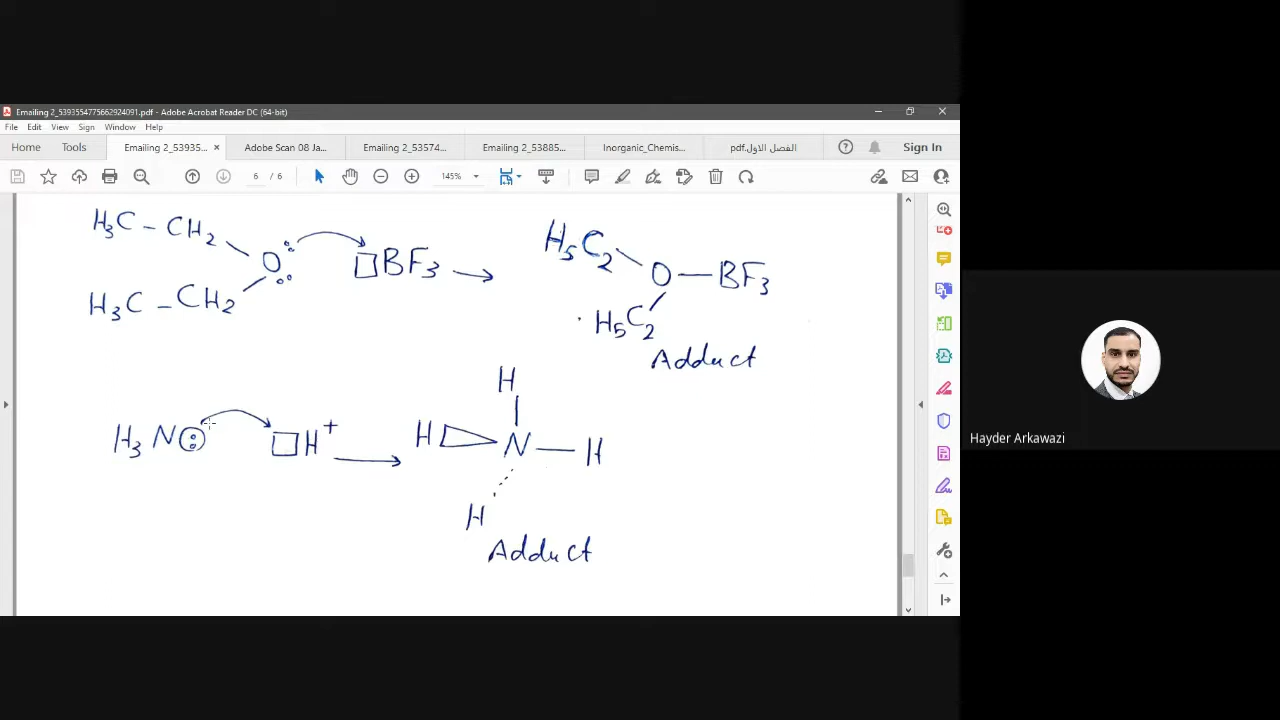 Emailing 2_5393554775662924091.pdf - Adobe Acrobat Reader DC (64-bit)
File Edit View Sign Window Help
Home Tools Emailing 2_53935... × Adobe Scan 08 Ja... Emailing 2_53574... Emailing 2_53885... Inorganic_Chemis... الفصل الاول.pdf Sign In
6 / 6 145%
H₃C - CH₂
O
H₃C - CH₂
□BF₃ →
H₅C₂
O — BF₃
H₅C₂
Adduct
H₃N: □H⁺ →
H
H N — H
H
Adduct
Hayder Arkawazi